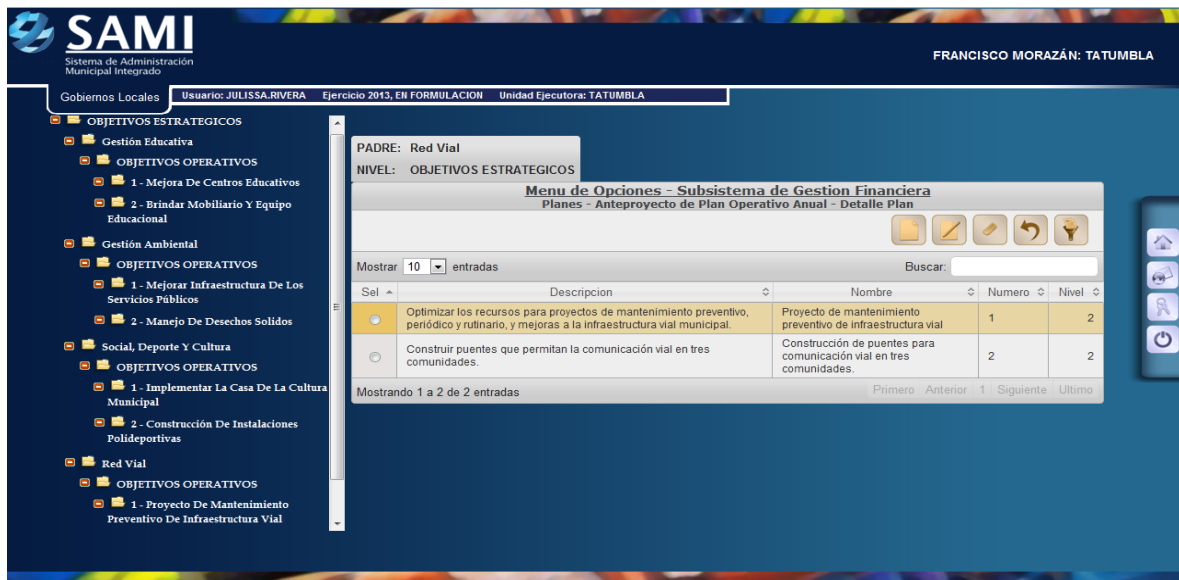 SAMI
Sistema de Administración
Municipal Integrado
FRANCISCO MORAZÁN: TATUMBLA
Gobiernos Locales
Usuario: JULISSA.RIVERA Ejercicio 2013, EN FORMULACION Unidad Ejecutora: TATUMBLA
OBJETIVOS ESTRATEGICOS
Gestión Educativa
OBJETIVOS OPERATIVOS
1 - Mejora De Centros Educativos
2 - Brindar Mobiliario Y Equipo
Educacional
Gestión Ambiental
OBJETIVOS OPERATIVOS
1 - Mejorar Infraestructura De Los
Servicios Públicos
2 - Manejo De Desechos Solidos
Social, Deporte Y Cultura
OBJETIVOS OPERATIVOS
1 - Implementar La Casa De La Cultura
Municipal
2 - Construcción De Instalaciones
Polideportivas
Red Vial
OBJETIVOS OPERATIVOS
1 - Proyecto De Mantenimiento
Preventivo De Infraestructura Vial
PADRE: Red Vial
NIVEL: OBJETIVOS ESTRATEGICOS
Menu de Opciones - Subsistema de Gestion Financiera
Planes - Anteproyecto de Plan Operativo Anual - Detalle Plan
Mostrar 10 entradas Buscar:
Sel Descripcion Nombre Numero Nivel
Optimizar los recursos para proyectos de mantenimiento preventivo,
periódico y rutinario, y mejoras a la infraestructura vial municipal.
Proyecto de mantenimiento
preventivo de infraestructura vial
1 2
Construir puentes que permitan la comunicación vial en tres
comunidades.
Construcción de puentes para
comunicación vial en tres
comunidades.
2 2
Mostrando 1 a 2 de 2 entradas Primero Anterior 1 Siguiente Ultimo